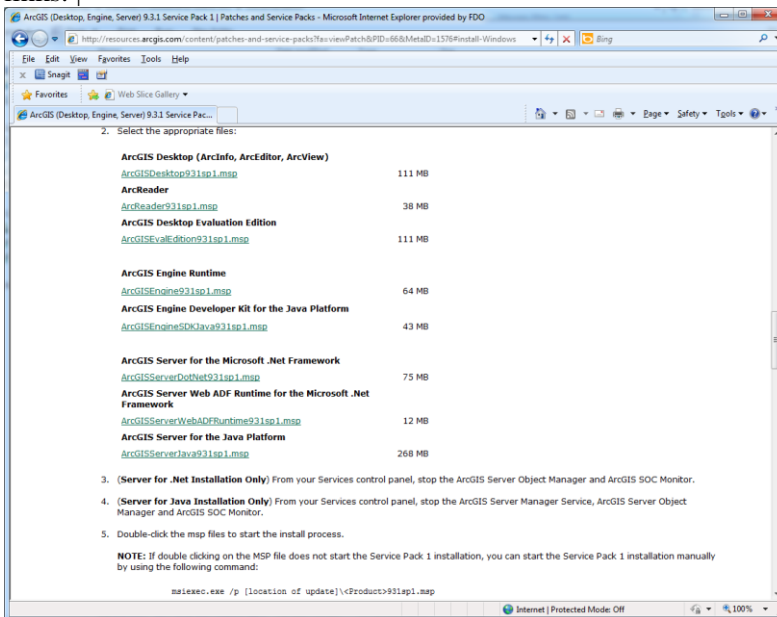 ArcGIS (Desktop, Engine, Server) 9.3.1 Service Pack 1 | Patches and Service Packs - Microsoft Internet Explorer provided by FDO
http://resources.arcgis.com/content/patches-and-service-packs?fa=viewPatch&PID=66&MetaID=1576#install-Windows
Bing
File Edit View Favorites Tools Help
x Snagit
Favorites Web Slice Gallery
ArcGIS (Desktop, Engine, Server) 9.3.1 Service Pac...
Page Safety Tools
2. Select the appropriate files:
ArcGIS Desktop (ArcInfo, ArcEditor, ArcView)
ArcGISDesktop931sp1.msp 111 MB
ArcReader
ArcReader931sp1.msp 38 MB
ArcGIS Desktop Evaluation Edition
ArcGISEvalEdition931sp1.msp 111 MB
ArcGIS Engine Runtime
ArcGISEngine931sp1.msp 64 MB
ArcGIS Engine Developer Kit for the Java Platform
ArcGISEngineSDKJava931sp1.msp 43 MB
ArcGIS Server for the Microsoft .Net Framework
ArcGISServerDotNet931sp1.msp 75 MB
ArcGIS Server Web ADF Runtime for the Microsoft .Net
Framework
ArcGISServerWebADFRuntime931sp1.msp 12 MB
ArcGIS Server for the Java Platform
ArcGISServerJava931sp1.msp 268 MB
3. (Server for .Net Installation Only) From your Services control panel, stop the ArcGIS Server Object Manager and ArcGIS SOC Monitor.
4. (Server for Java Installation Only) From your Services control panel, stop the ArcGIS Server Manager Service, ArcGIS Server Object
Manager and ArcGIS SOC Monitor.
5. Double-click the msp files to start the install process.
NOTE: If double clicking on the MSP file does not start the Service Pack 1 installation, you can start the Service Pack 1 installation manually
by using the following command:
msiexec.exe /p [location of update]\<Product>931sp1.msp
Internet | Protected Mode: Off 100%